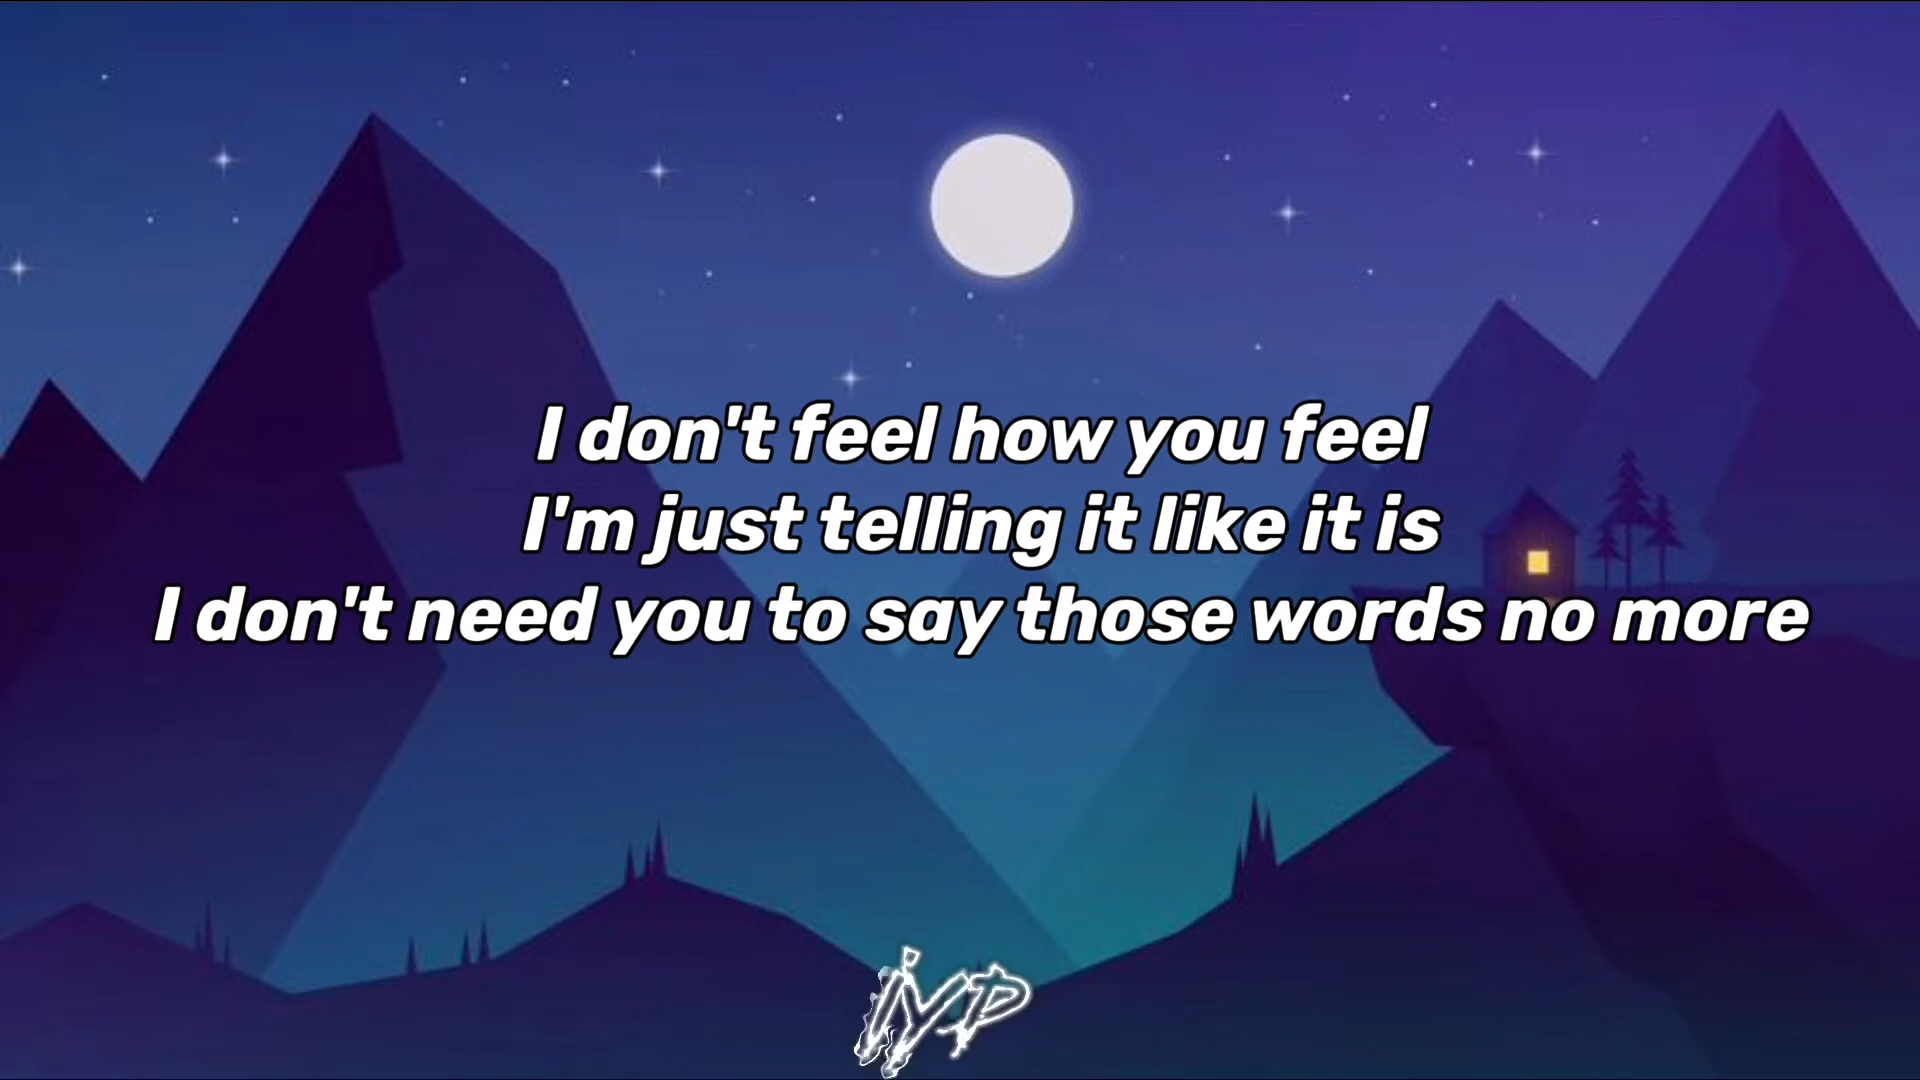 I don't feel how you feel
I'm just telling it like it is
I don't need you to say those words no more
iyp